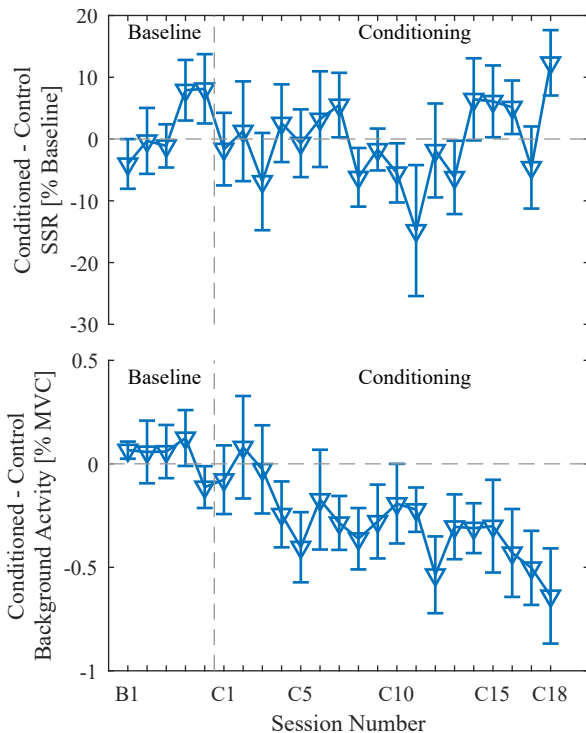 Conditioned - Control
SSR [% Baseline]
20
10
0
-10
-20
-30
Baseline
Conditioning
Conditioned - Control
Background Actvity [% MVC]
0.5
0
-0.5
-1
Baseline
Conditioning
B1
C1
C5
C10
C15
C18
Session Number